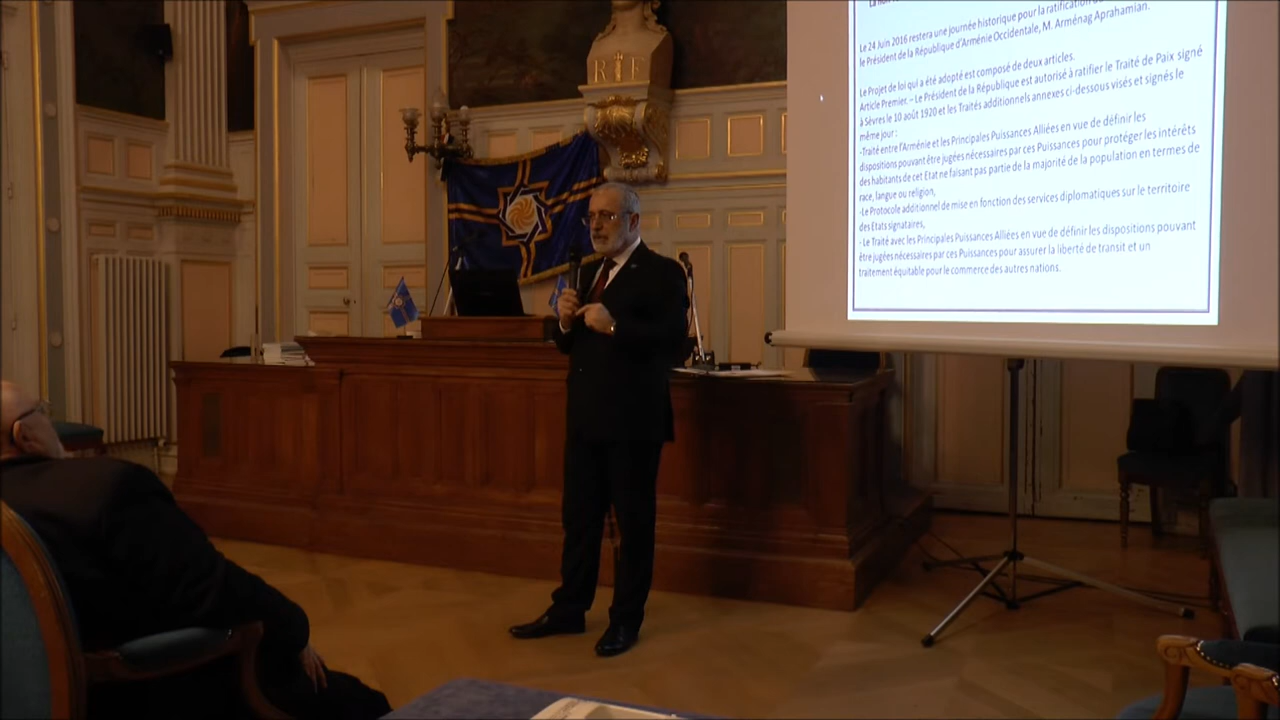 R F
Le 24 Juin 2016 restera une journée historique pour la ratification
le Président de la République d'Arménie Occidentale, M. Arménag Aprahamian.
Le Projet de loi qui a été adopté est composé de deux articles.
Article Premier. – Le Président de la République est autorisé à ratifier le Traité de Paix signé
à Sèvres le 10 août 1920 et les Traités additionnels annexes ci-dessous visés et signés le
même jour :
-Traité entre l'Arménie et les Principales Puissances Alliées en vue de définir les
dispositions pouvant être jugées nécessaires par ces Puissances pour protéger les intérêts
des habitants de cet Etat ne faisant pas partie de la majorité de la population en termes de
race, langue ou religion,
-Le Protocole additionnel de mise en fonction des services diplomatiques sur le territoire
des Etats signataires,
- Le Traité avec les Principales Puissances Alliées en vue de définir les dispositions pouvant
être jugées nécessaires par ces Puissances pour assurer la liberté de transit et un
traitement équitable pour le commerce des autres nations.